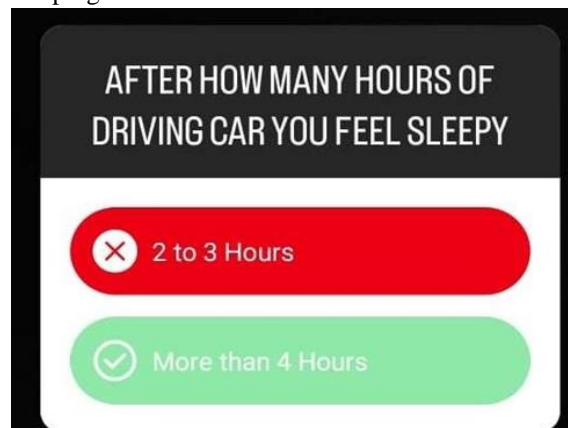 AFTER HOW MANY HOURS OF
DRIVING CAR YOU FEEL SLEEPY
2 to 3 Hours
More than 4 Hours